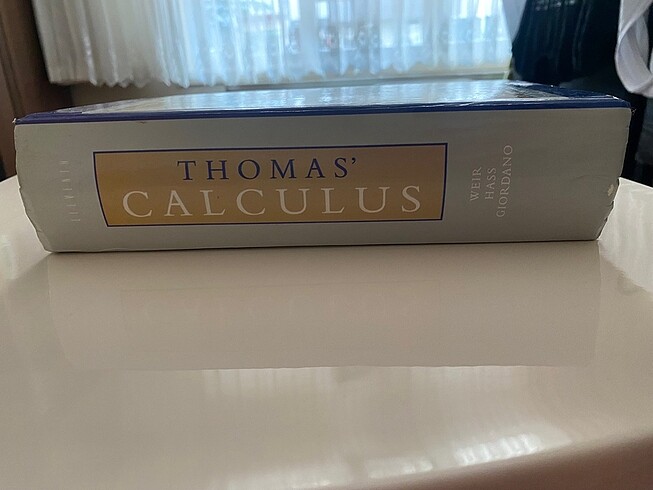 THOMAS'
CALCULUS
WEIR
HASS
GIORDANO